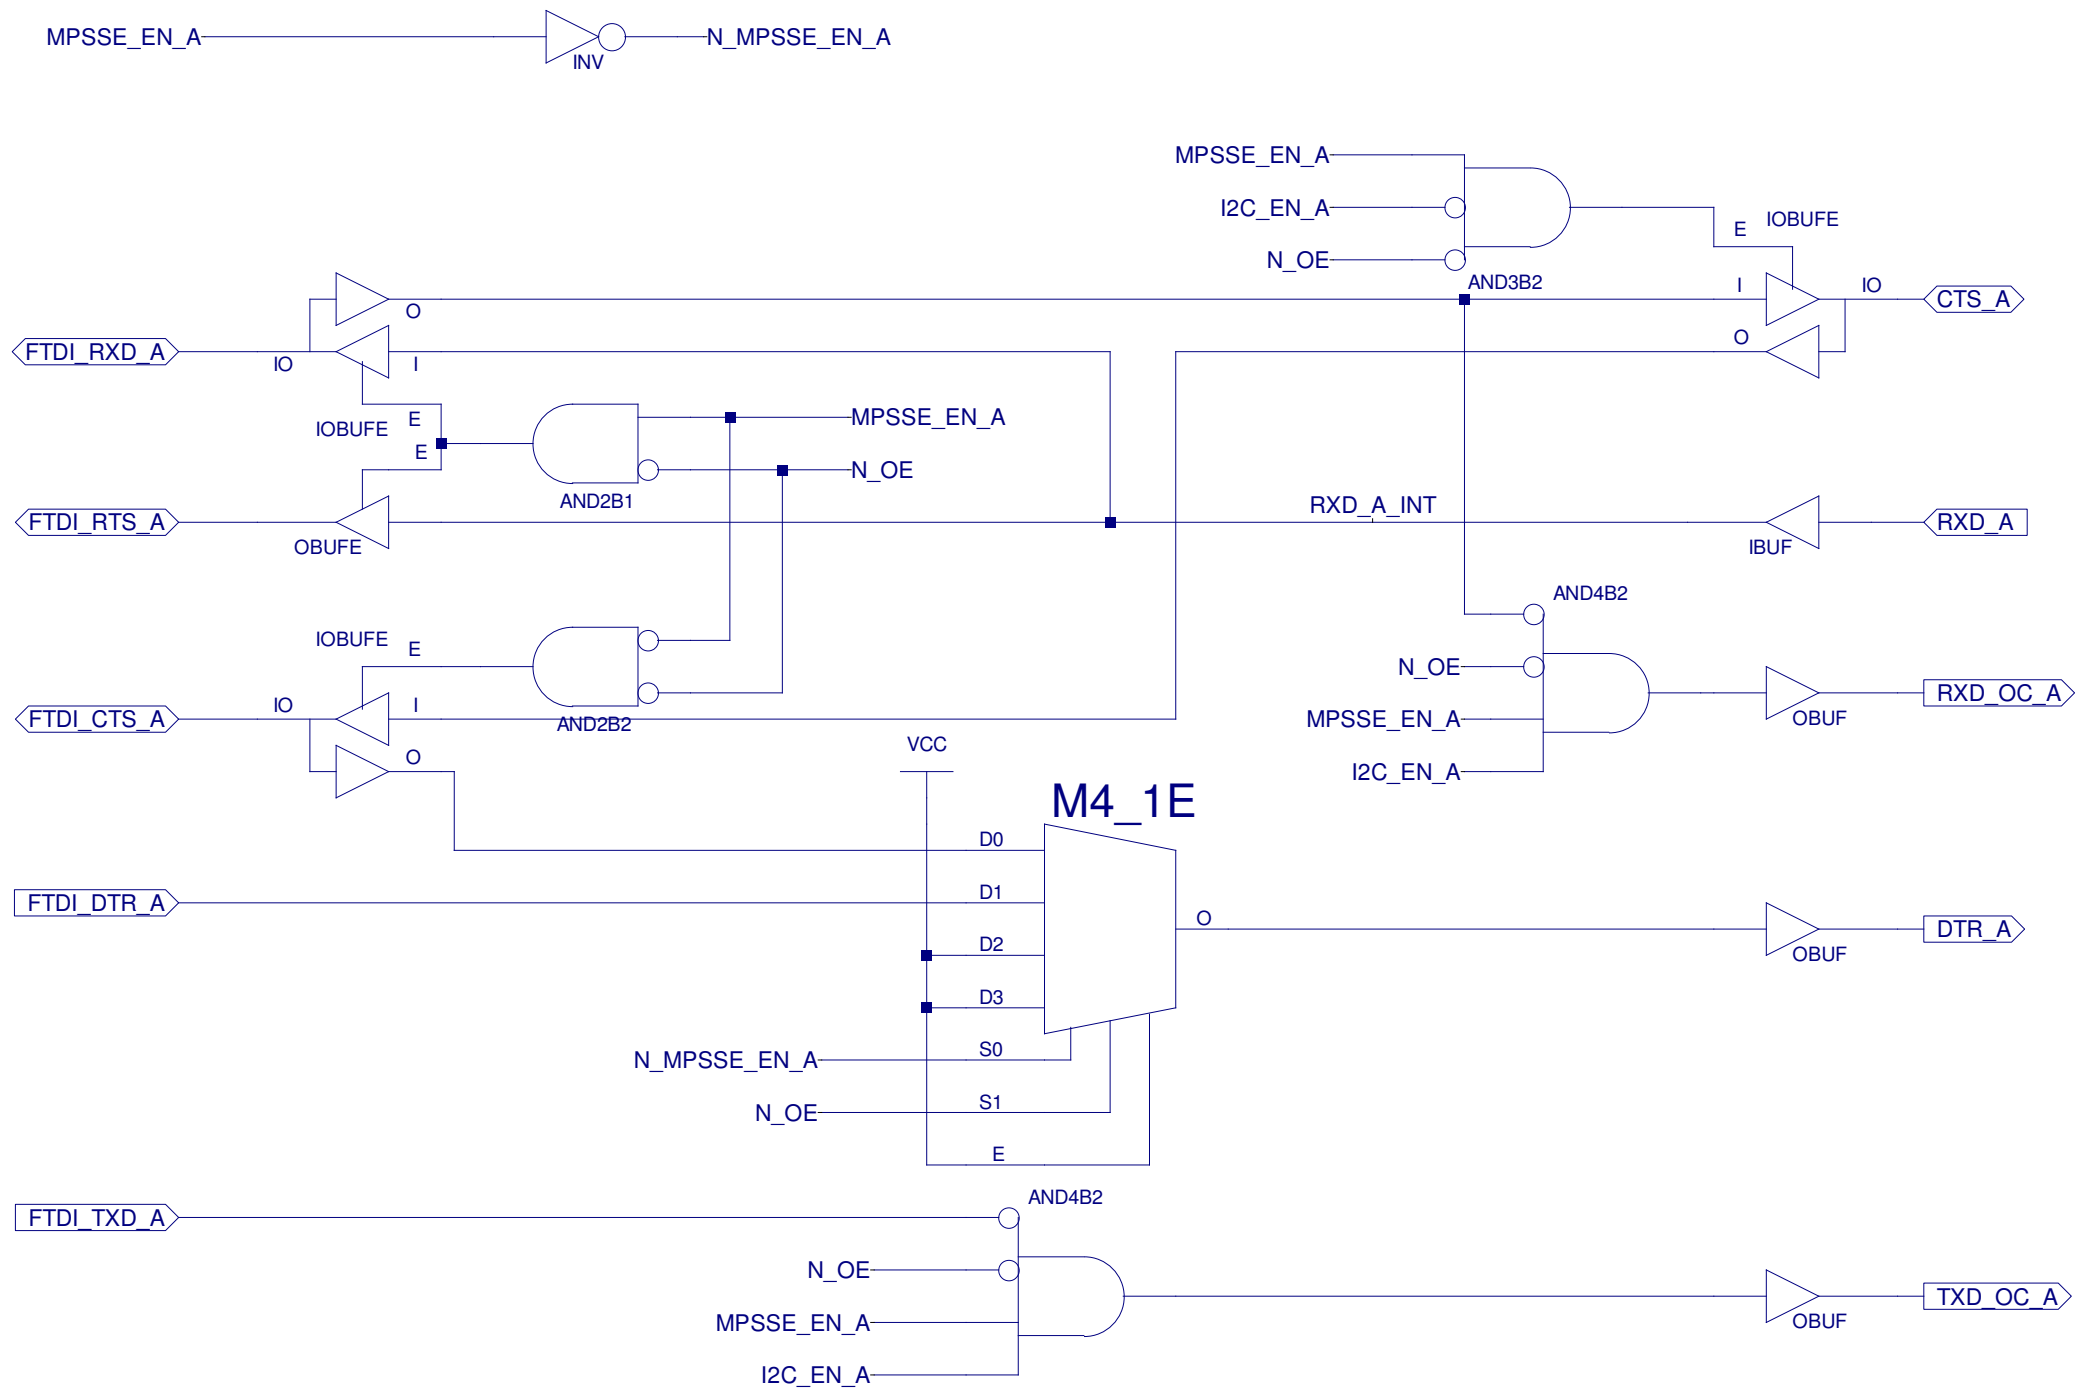 MPSSE_EN_A
INV
N_MPSSE_EN_A
MPSSE_EN_A
I2C_EN_A
N_OE
AND3B2
E
IOBUFE
I
IO
CTS_A
O
O
FTDI_RXD_A
IO
I
IOBUFE
E
E
AND2B1
MPSSE_EN_A
N_OE
FTDI_RTS_A
OBUFE
RXD_A_INT
IBUF
RXD_A
AND4B2
IOBUFE
E
AND2B2
N_OE
MPSSE_EN_A
I2C_EN_A
OBUF
RXD_OC_A
FTDI_CTS_A
IO
I
O
VCC
M4_1E
D0
FTDI_DTR_A
D1
D2
D3
O
OBUF
DTR_A
N_MPSSE_EN_A
S0
N_OE
S1
E
AND4B2
FTDI_TXD_A
N_OE
MPSSE_EN_A
I2C_EN_A
OBUF
TXD_OC_A